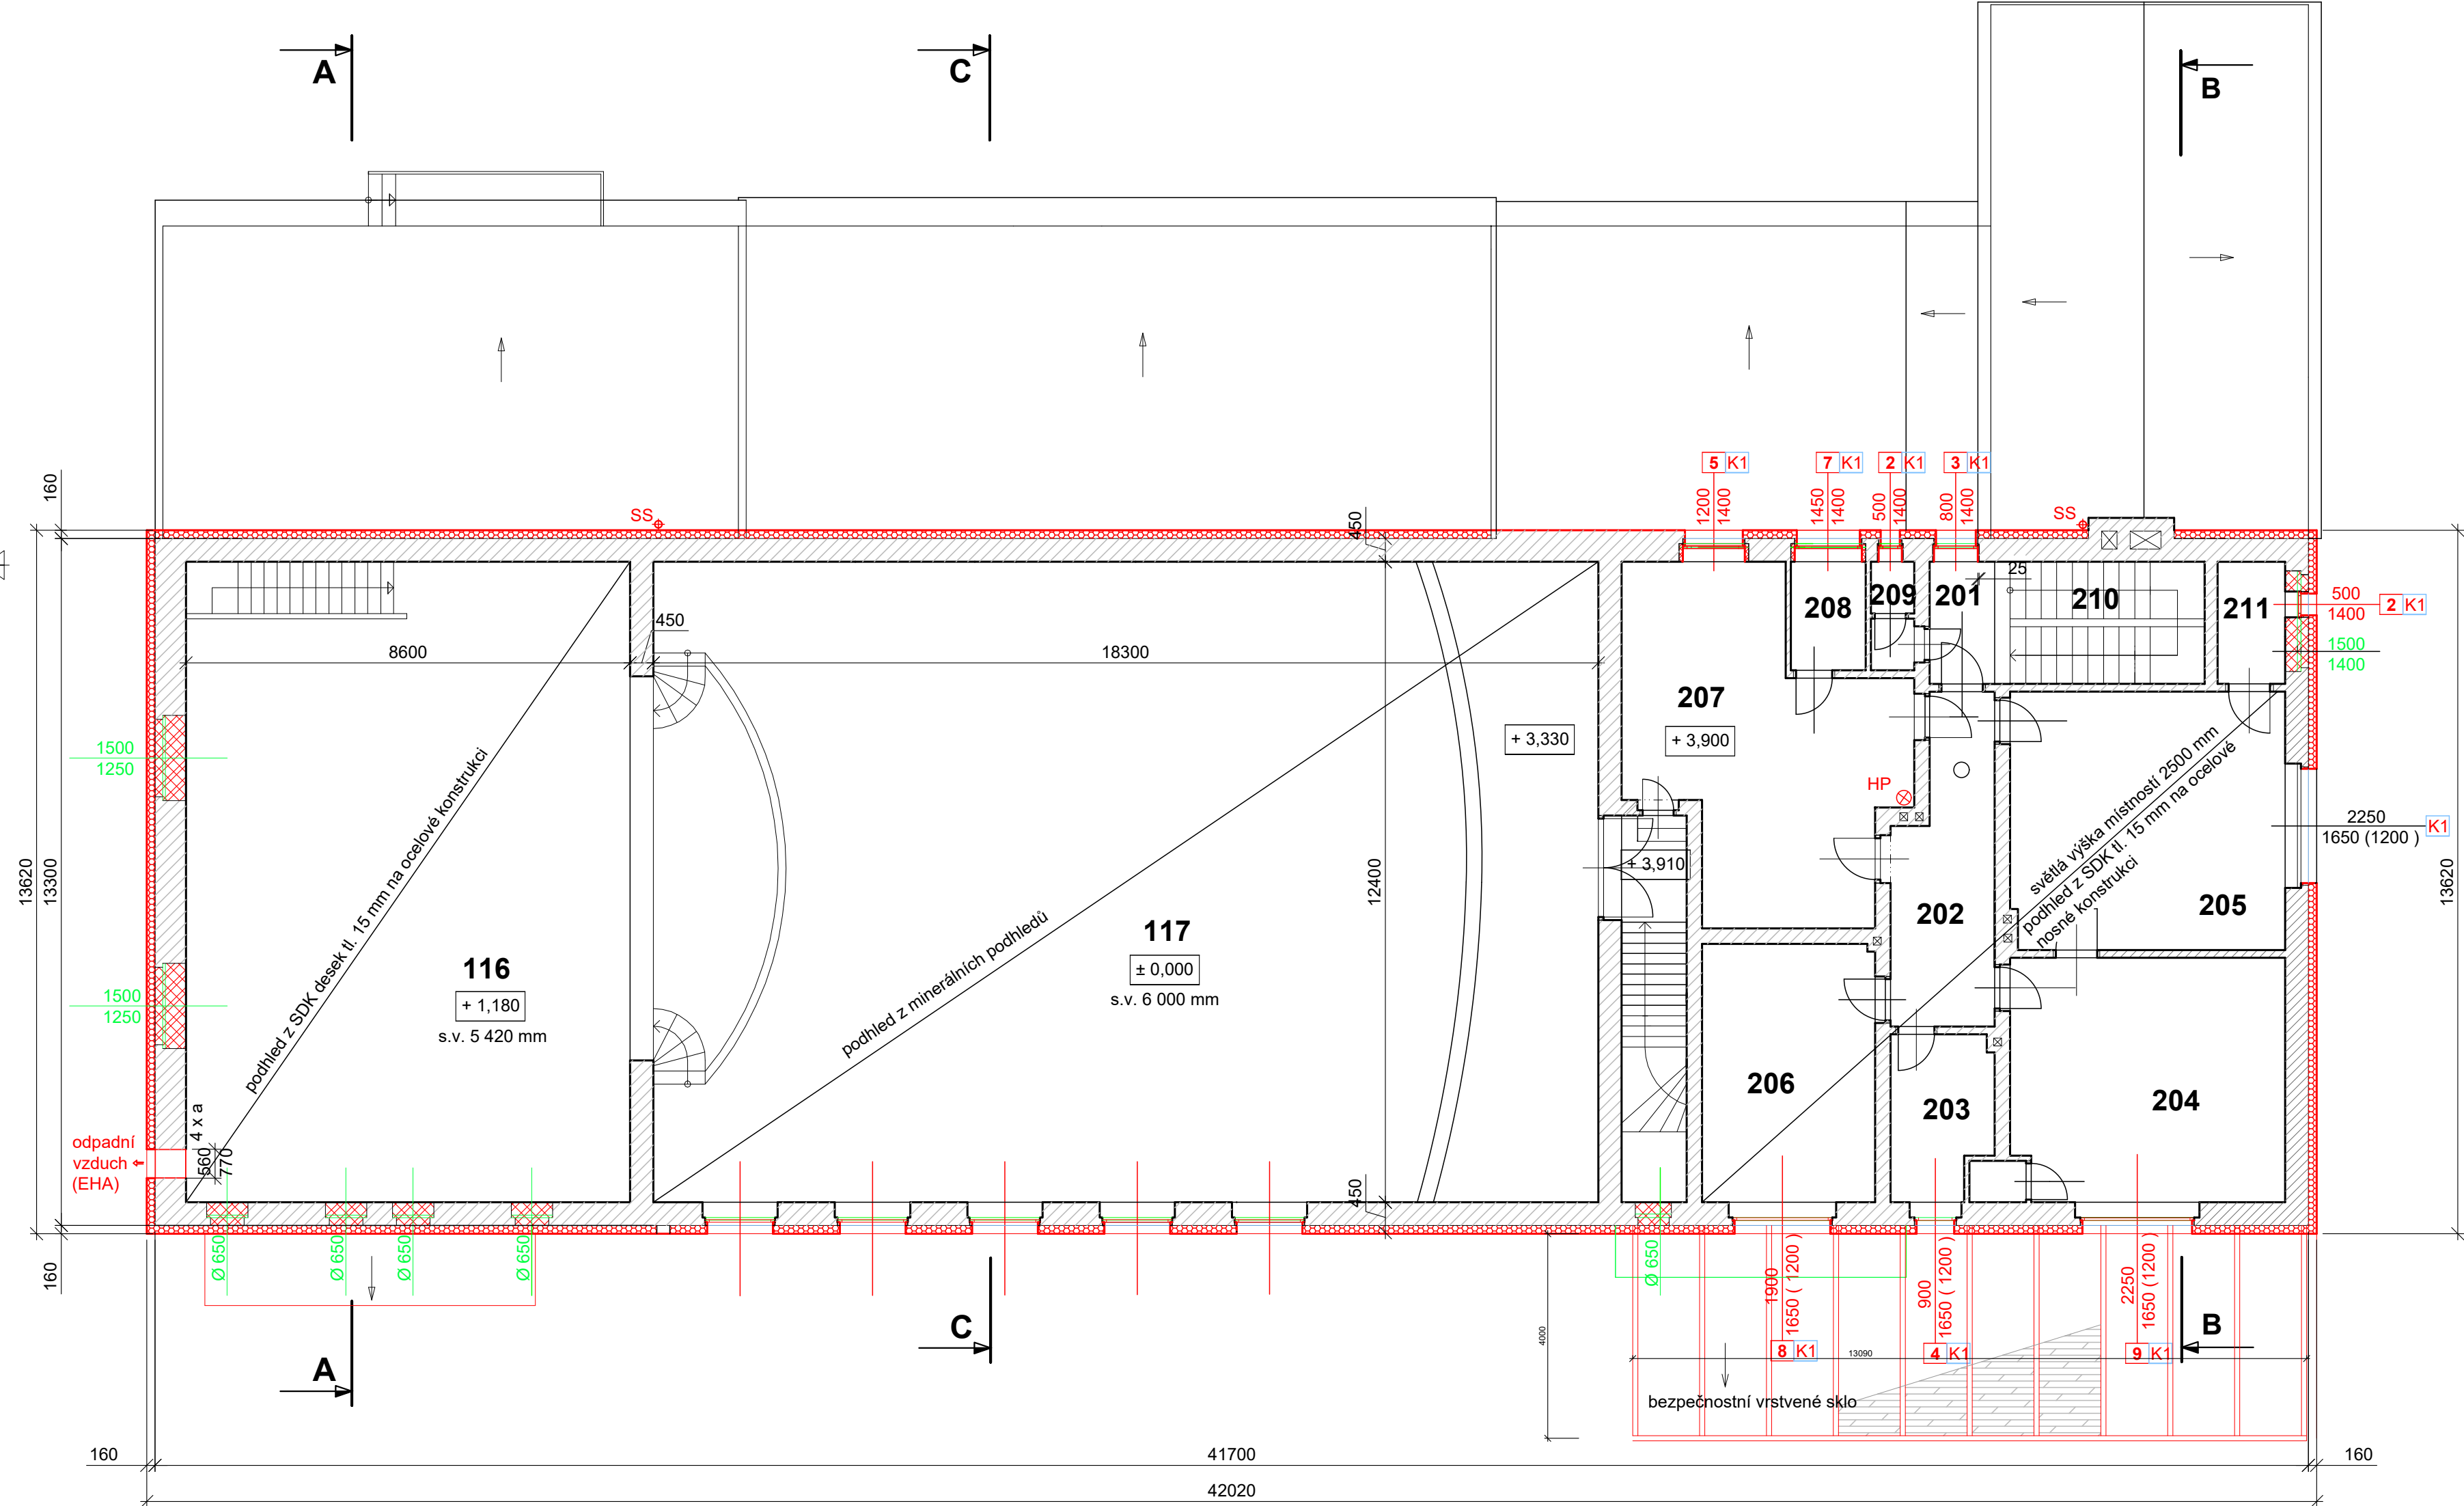 A
C
B
160
SS
450
5 K1
7 K1
2 K1
3 K1
1200
1400
1450
1400
500
1400
800
1400
SS
25
208
209
201
210
211
500
1400
2 K1
1500
1400
450
8600
18300
207
+ 3,900
+ 3,330
HP
1500
1250
podhled z SDK desek tl. 15 mm na ocelové konstrukci
světlá výška místností 2500 mm
podhled z SDK tl. 15 mm na ocelové
nosné konstrukci
2250
1650 (1200 )
K1
13620
13300
12400
13620
+ 3,910
202
205
podhled z minerálních podhledů
117
± 0,000
s.v. 6 000 mm
116
+ 1,180
s.v. 5 420 mm
1500
1250
206
203
204
4 x a
560
770
odpadní
vzduch
(EHA)
450
160
Ø 650
Ø 650
Ø 650
Ø 650
Ø 650
1900
1650 ( 1200 )
900
1650 ( 1200 )
2250
1650 (1200 )
C
B
A
4000
8 K1
13090
4 K1
9 K1
bezpečnostní vrstvené sklo
160
41700
160
42020